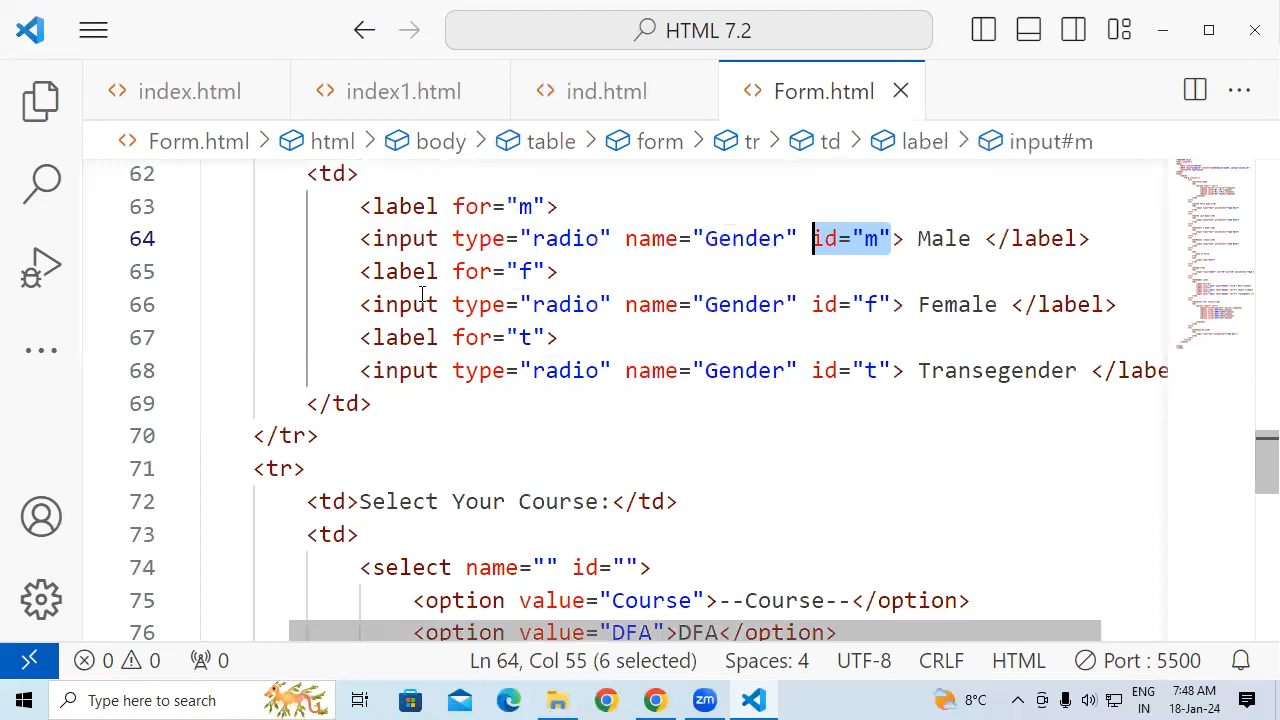 HTML 7.2
index.html
index1.html
ind.html
Form.html
Form.html > html > body > table > form > tr > td > label > input#m
62 <td>
63 <label for="m">
64 <input type="radio" name="Gender" id="m"> Male </label>
65 <label for="f">
66 <input type="radio" name="Gender" id="f"> Female </label>
67 <label for="t">
68 <input type="radio" name="Gender" id="t"> Transegender </labe
69 </td>
70 </tr>
71 <tr>
72 <td>Select Your Course:</td>
73 <td>
74 <select name="" id="">
75 <option value="Course">--Course--</option>
76 <option value="DFA">DFA</option>
0 0 0 Ln 64, Col 55 (6 selected) Spaces: 4 UTF-8 CRLF HTML Port : 5500
Type here to search
zm
8°C
ENG
IN
7:48 AM
18-Jan-24